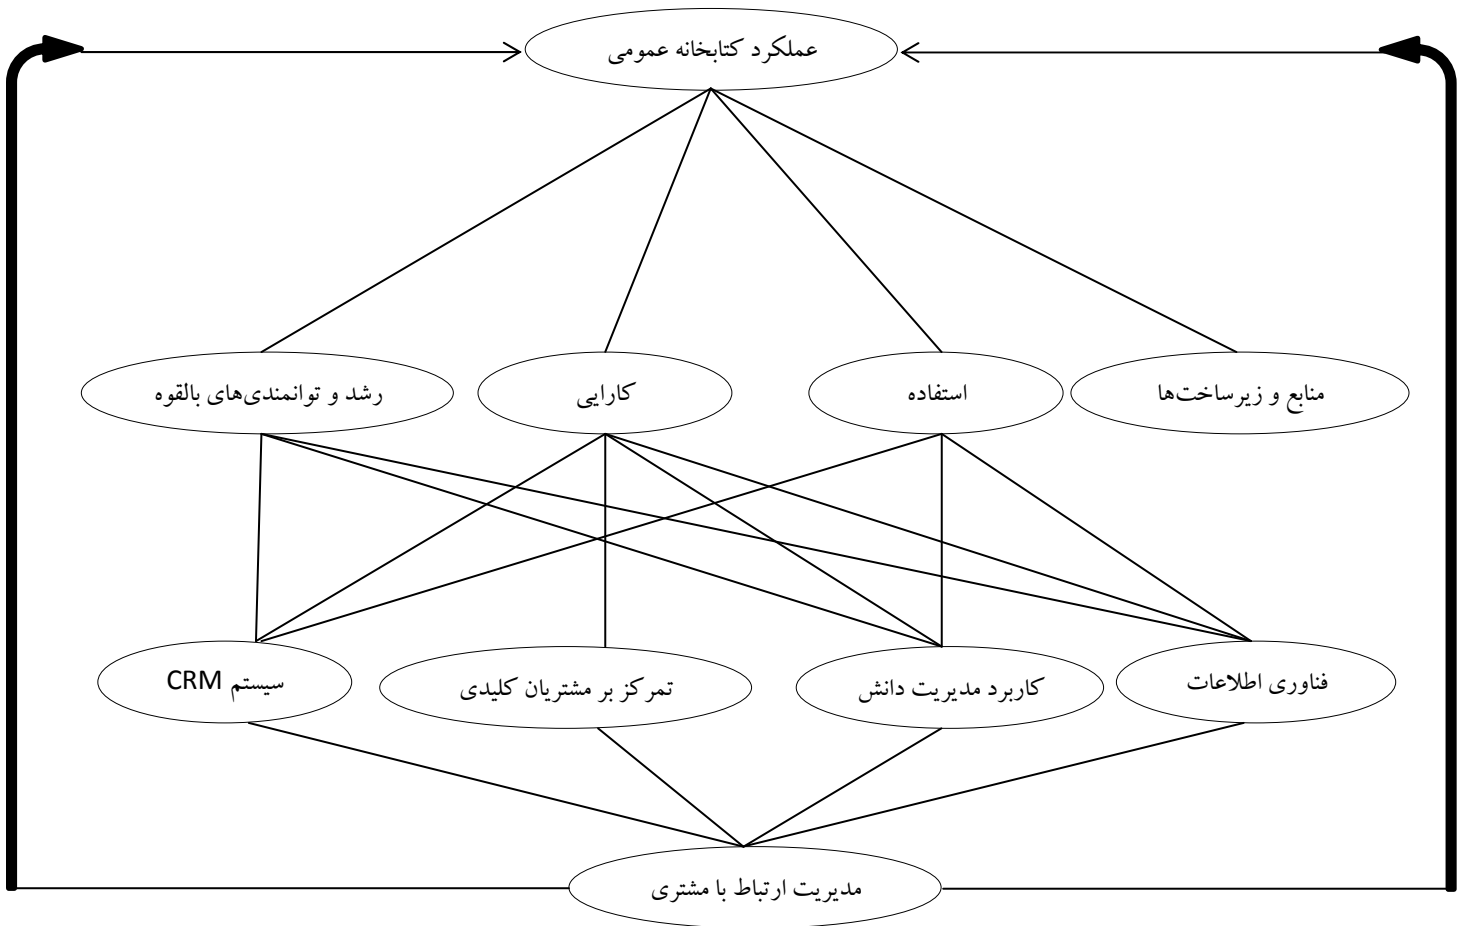 عملکرد کتابخانه عمومی
منابع و زیرساخت‌ها
استفاده
کارایی
رشد و توانمندی‌های بالقوه
فناوری اطلاعات
کاربرد مدیریت دانش
تمرکز بر مشتریان کلیدی
سیستم CRM
مدیریت ارتباط با مشتری